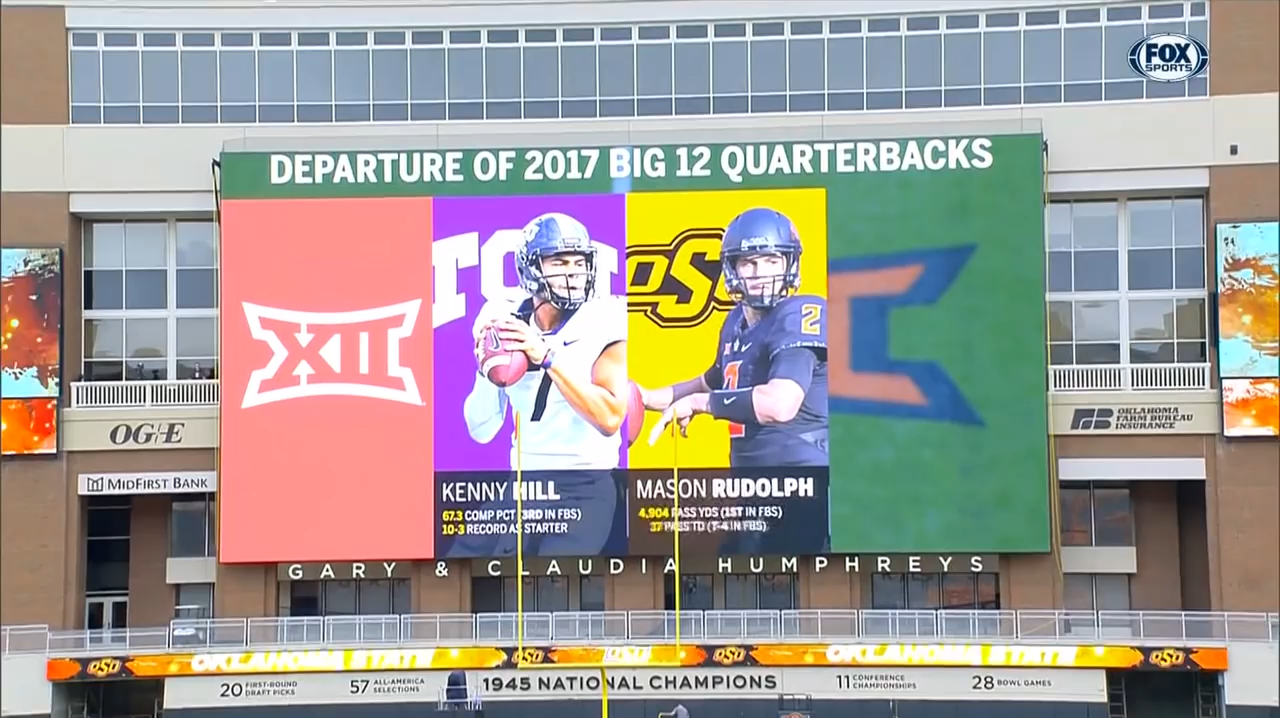 FOX
SPORTS
DEPARTURE OF 2017 BIG 12 QUARTERBACKS
XII
TCU
OSU
2
7
KENNY HILL
67.3 COMP PCT (3RD IN FBS)
10-3 RECORD AS STARTER
MASON RUDOLPH
4,904 PASS YDS (1ST IN FBS)
37 PASS TD (T-4 IN FBS)
OG/E
MIDFIRST BANK
OKLAHOMA
FARM BUREAU
INSURANCE
GARY & CLAUDIA HUMPHREYS
OSU OKLAHOMA STATE OSU OSU OSU OKLAHOMA STATE OSU
20 FIRST-ROUND DRAFT PICKS
57 ALL-AMERICA SELECTIONS
1945 NATIONAL CHAMPIONS
11 CONFERENCE CHAMPIONSHIPS
28 BOWL GAMES